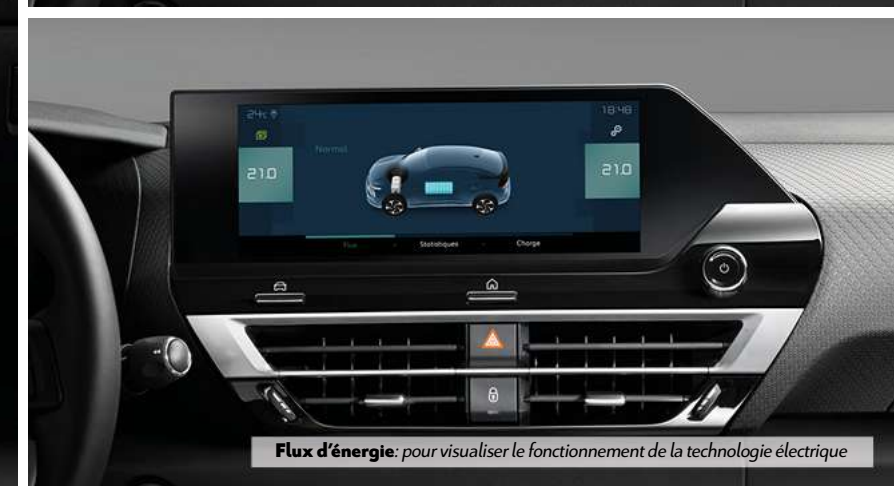 24°C
18:48
Normal
21.0
21.0
Flux
Statistiques
Charge
Flux d'énergie: pour visualiser le fonctionnement de la technologie électrique